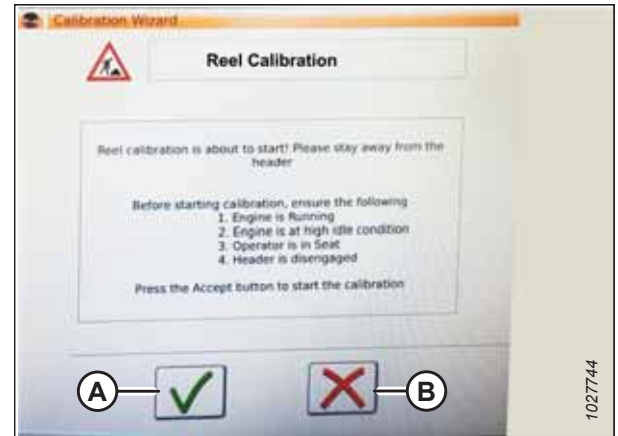 Calibration Wizard
Reel Calibration
Reel calibration is about to start! Please stay away from the
header
Before starting calibration, ensure the following
1. Engine is Running
2. Engine is at high idle condition
3. Operator is in Seat
4. Header is disengaged
Press the Accept button to start the calibration
A
B
1027744